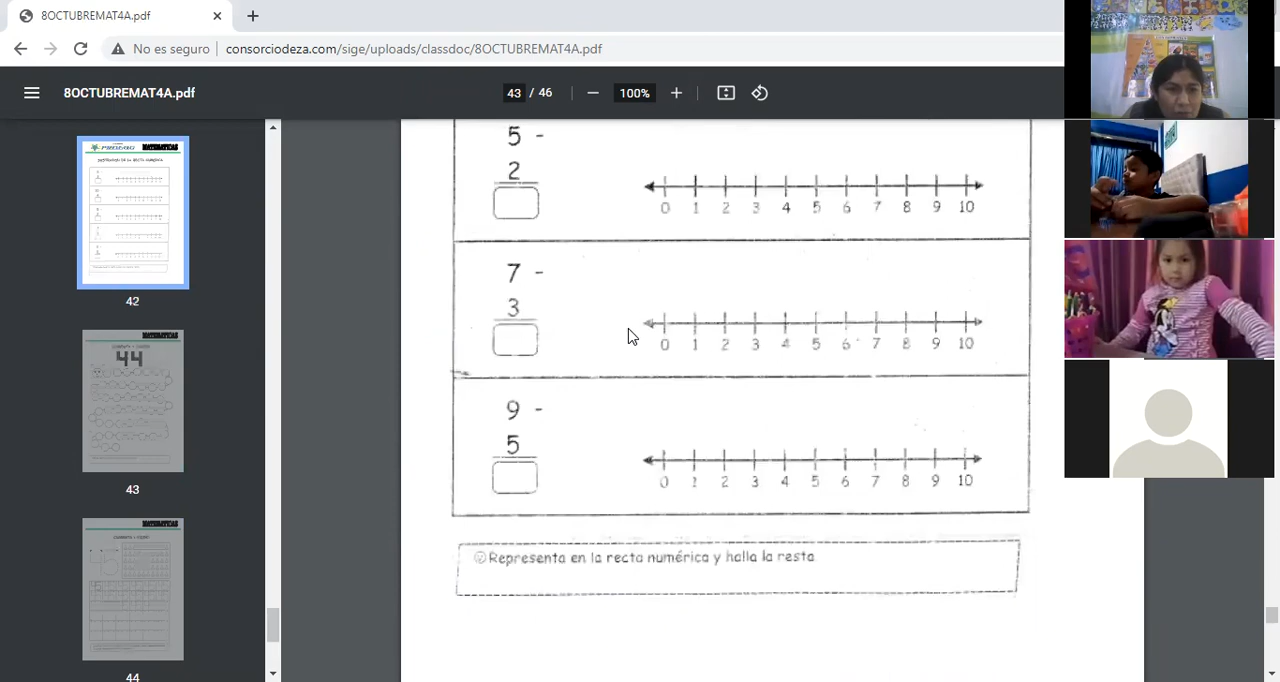 8OCTUBREMAT4A.pdf
No es seguro consorciodeza.com/sige/uploads/classdoc/8OCTUBREMAT4A.pdf
8OCTUBREMAT4A.pdf
43 / 46
100%
MATEMATICAS
42
MATEMATICAS
44
43
MATEMATICAS
44
5 -
2
0 1 2 3 4 5 6 7 8 9 10
7 -
3
0 1 2 3 4 5 6 7 8 9 10
9 -
5
0 1 2 3 4 5 6 7 8 9 10
Representa en la recta numérica y halla la resta